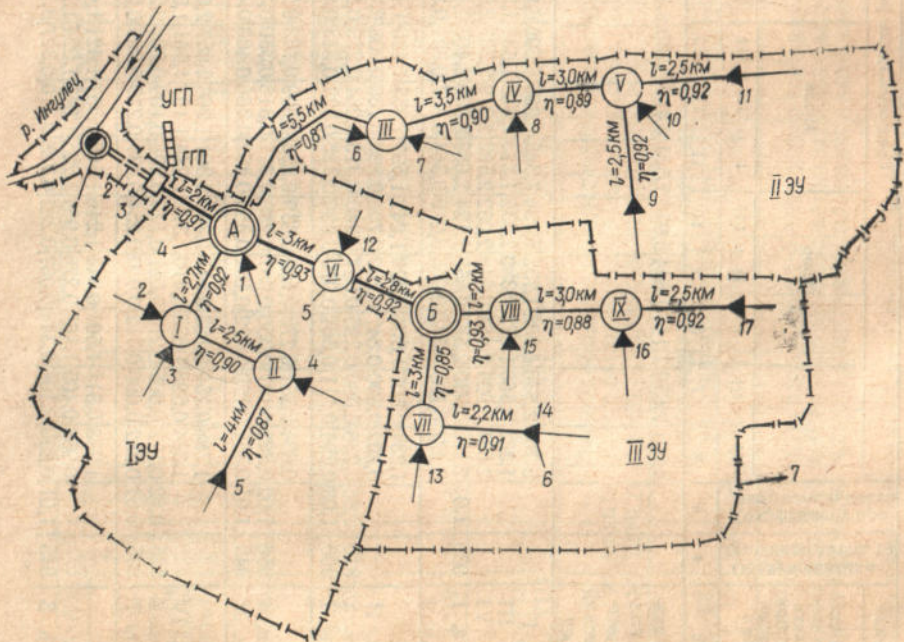 р. Ингулец
УГП
ГГП
1
2
3
l=2км
η=0,97
4
А
1
l=5,5км
η=0,87
6
III
7
l=3,5км
η=0,90
IV
8
l=3,0км
η=0,89
V
10
l=2,5км
η=0,92
11
l=2,5км
η=0,92
9
II ЭУ
l=3км
η=0,93
12
VI
5
l=2,8км
η=0,92
Б
l=2км
η=0,93
VIII
15
l=3,0км
η=0,88
IX
16
l=2,5км
η=0,92
17
l=2,7км
η=0,92
2
I
3
l=2,5км
η=0,90
II
4
l=4км
η=0,87
5
I ЭУ
l=3км
η=0,85
VII
13
l=2,2км
η=0,91
14
6
III ЭУ
7